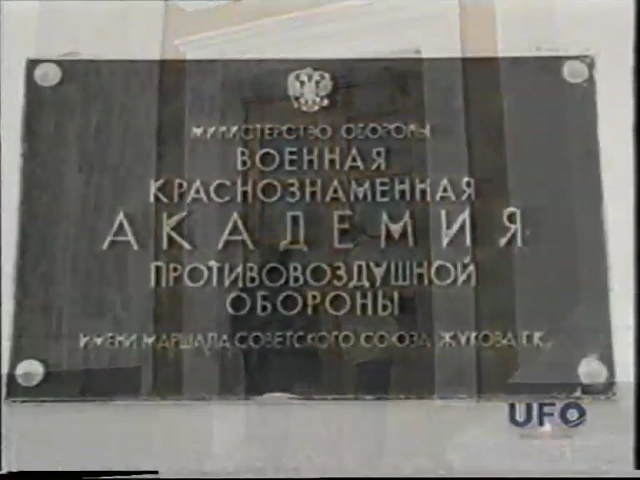 МИНИСТЕРСТВО ОБОРОНЫ
ВОЕННАЯ
КРАСНОЗНАМЕННАЯ
АКАДЕМИЯ
ПРОТИВОВОЗДУШНОЙ
ОБОРОНЫ
ИМЕНИ МАРШАЛА СОВЕТСКОГО СОЮЗА ЖУКОВА Г.К.
UFO